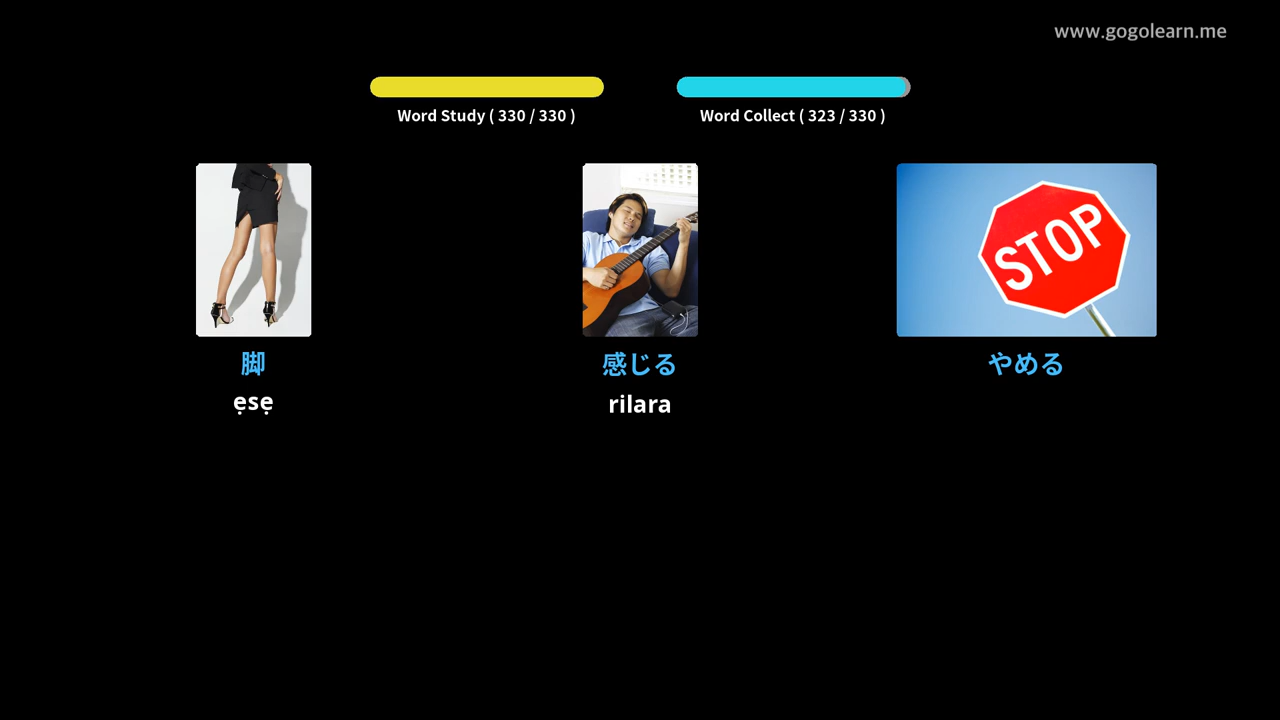 www.gogolearn.me
Word Study ( 330 / 330 )
Word Collect ( 323 / 330 )
STOP
脚
感じる
やめる
ẹsẹ
rilara